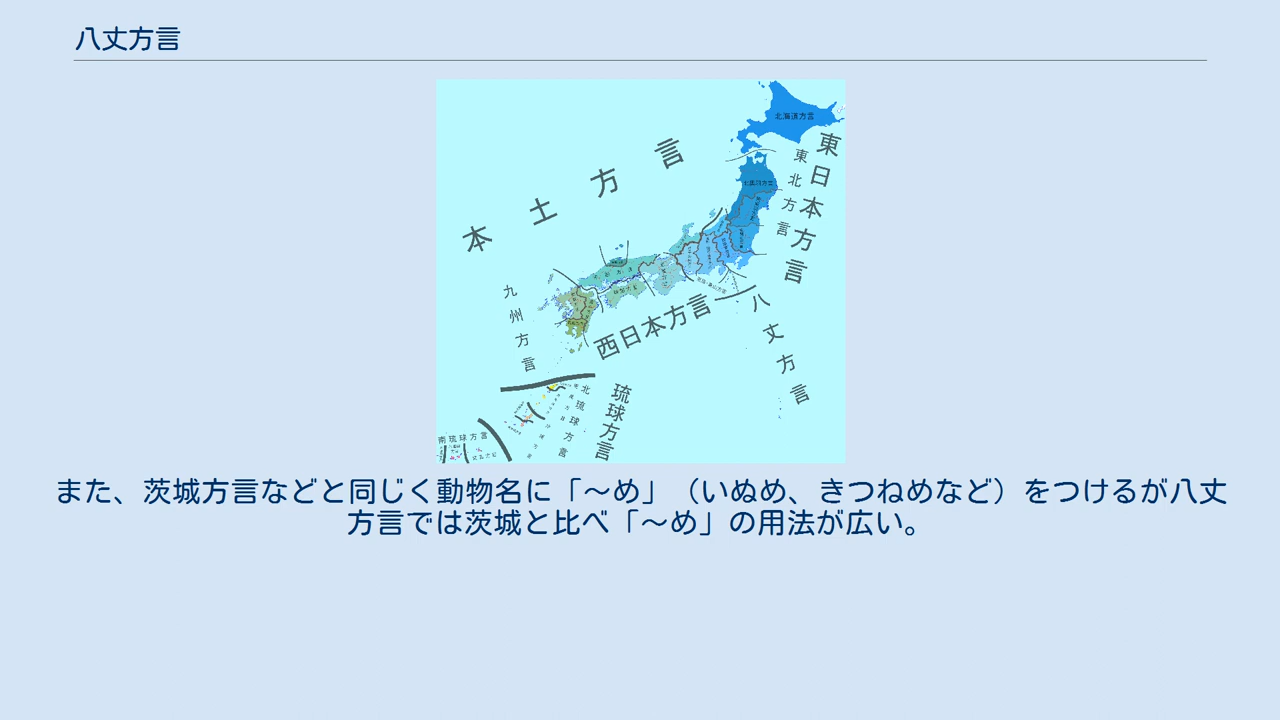 八丈方言
北海道方言
東日本方言
東北方言
本土方言
九州方言
西日本方言
八丈方言
北琉球方言
琉球方言
南琉球方言
また、茨城方言などと同じく動物名に「～め」（いぬめ、きつねめなど）をつけるが八丈
方言では茨城と比べ「～め」の用法が広い。